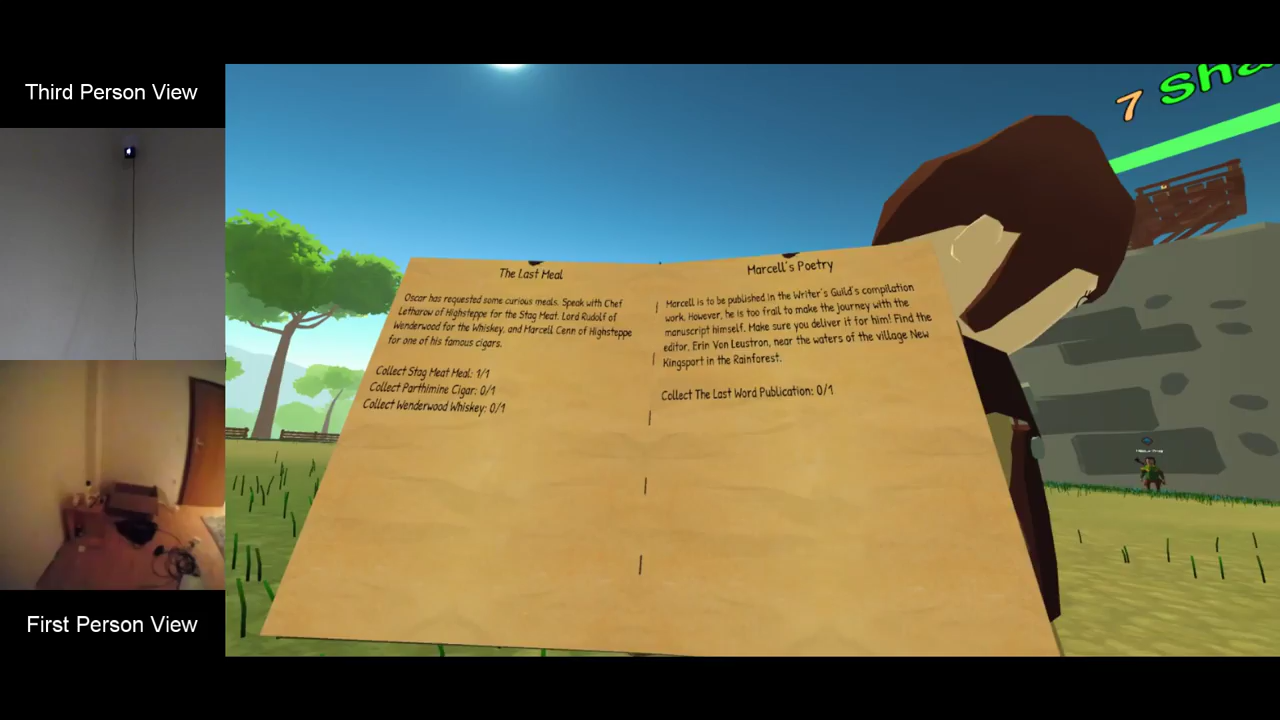 Third Person View
7 Sha
The Last Meal
Oscar has requested some curious meals. Speak with Chef
Letharow of Highsteppe for the Stag Meat. Lord Rudolf of
Wenderwood for the Whiskey, and Marcell Cenn of Highsteppe
for one of his famous cigars.
Collect Stag Meat Meal: 1/1
Collect Parthimine Cigar: 0/1
Collect Wenderwood Whiskey: 0/1
Marcell's Poetry
Marcell is to be published in the Writer's Guild's compilation
work. However, he is too frail to make the journey with the
manuscript himself. Make sure you deliver it for him! Find the
editor, Erin Von Leustron, near the waters of the village New
Kingsport in the Rainforest.
Collect The Last Word Publication: 0/1
First Person View